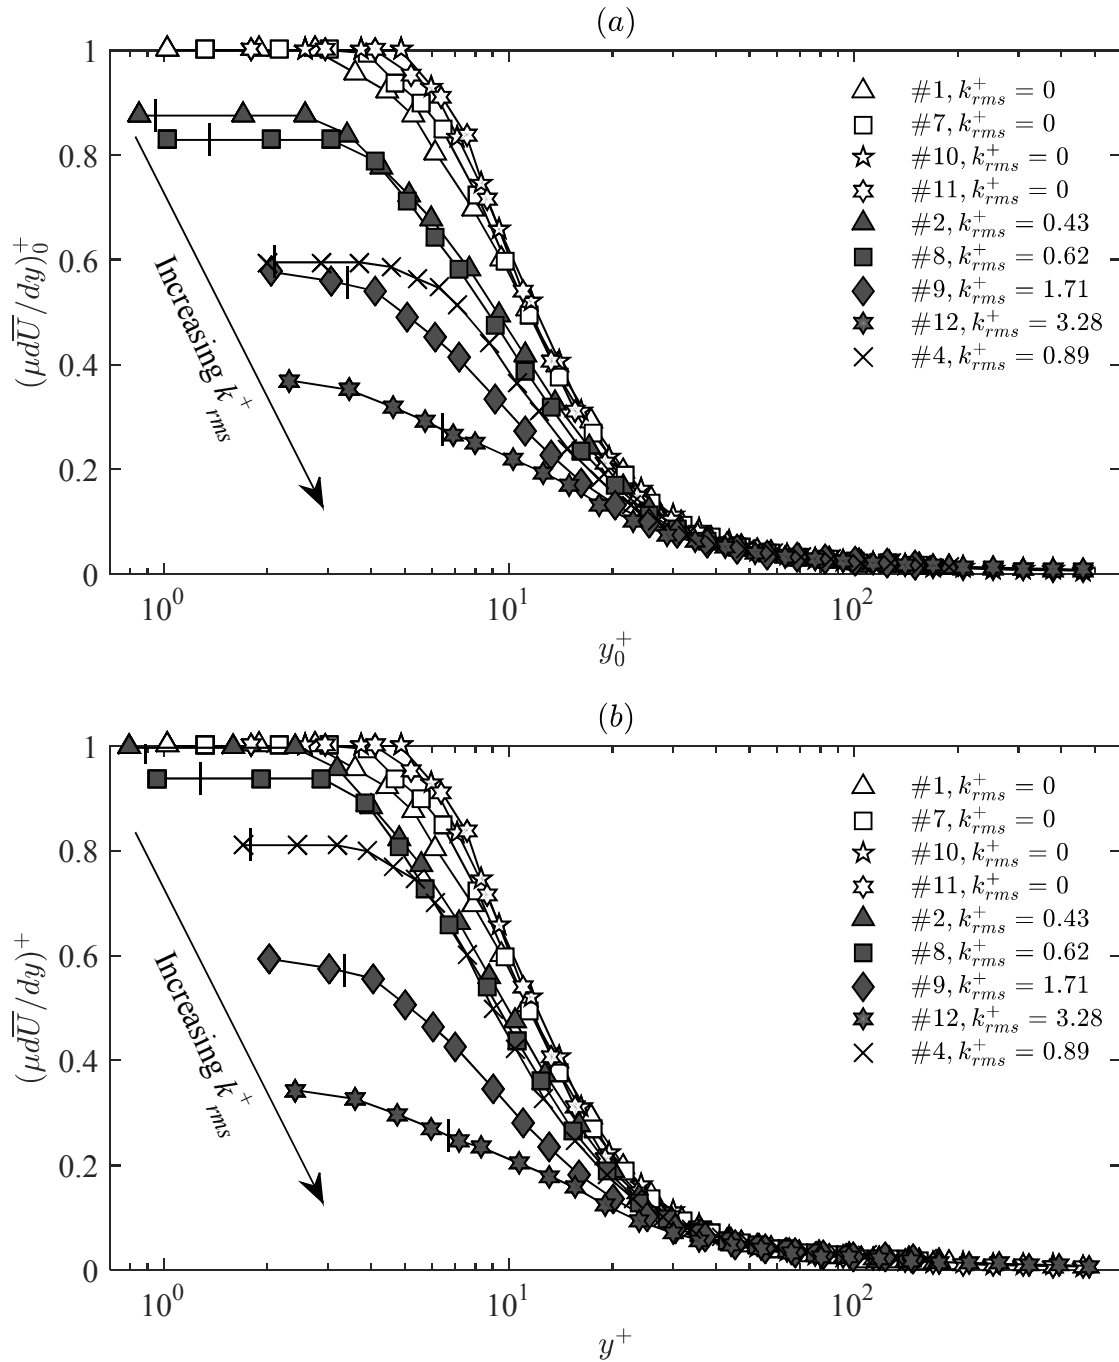 (a)
1
0.8
0.6
0.4
0.2
0
(μdU̅/dy)₀⁺
Increasing k⁺rms
#1, k⁺rms = 0
#7, k⁺rms = 0
#10, k⁺rms = 0
#11, k⁺rms = 0
#2, k⁺rms = 0.43
#8, k⁺rms = 0.62
#9, k⁺rms = 1.71
#12, k⁺rms = 3.28
#4, k⁺rms = 0.89
10⁰ 10¹ 10²
y₀⁺
(b)
1
0.8
0.6
0.4
0.2
0
(μdU̅/dy)⁺
Increasing k⁺rms
#1, k⁺rms = 0
#7, k⁺rms = 0
#10, k⁺rms = 0
#11, k⁺rms = 0
#2, k⁺rms = 0.43
#8, k⁺rms = 0.62
#9, k⁺rms = 1.71
#12, k⁺rms = 3.28
#4, k⁺rms = 0.89
10⁰ 10¹ 10²
y⁺